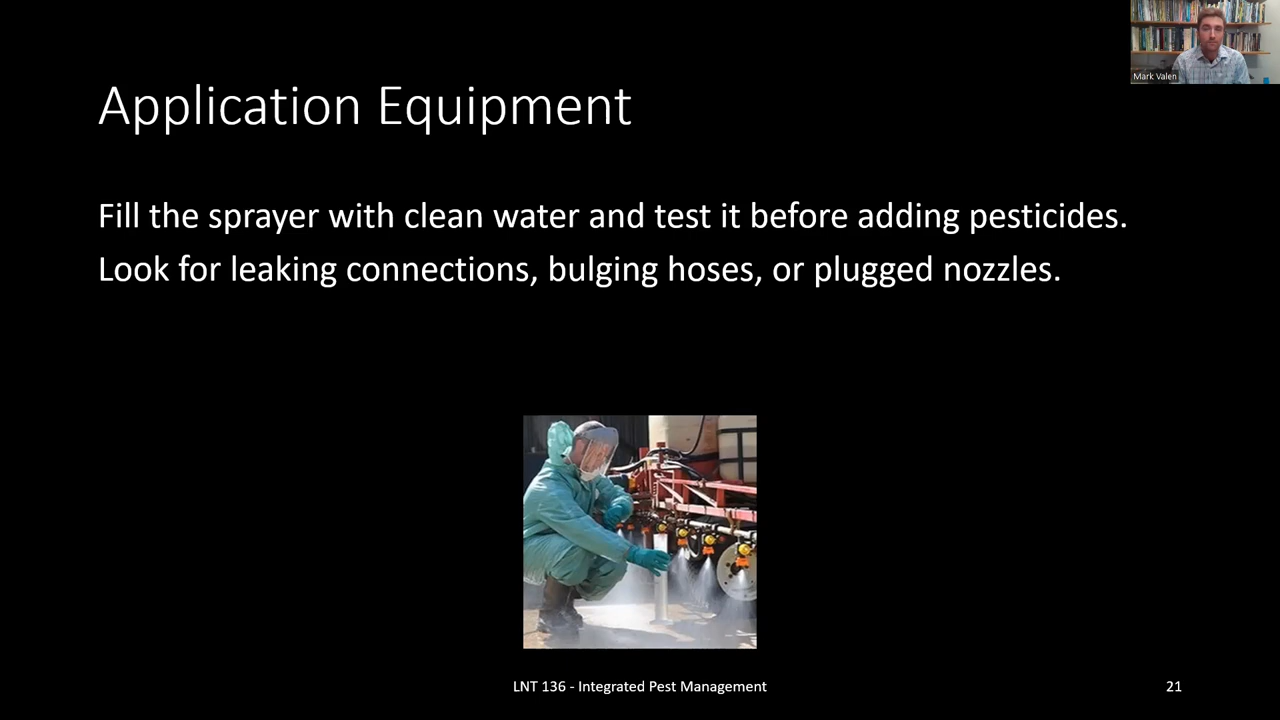 Mark Valen
Application Equipment
Fill the sprayer with clean water and test it before adding pesticides.
Look for leaking connections, bulging hoses, or plugged nozzles.
LNT 136 - Integrated Pest Management
21